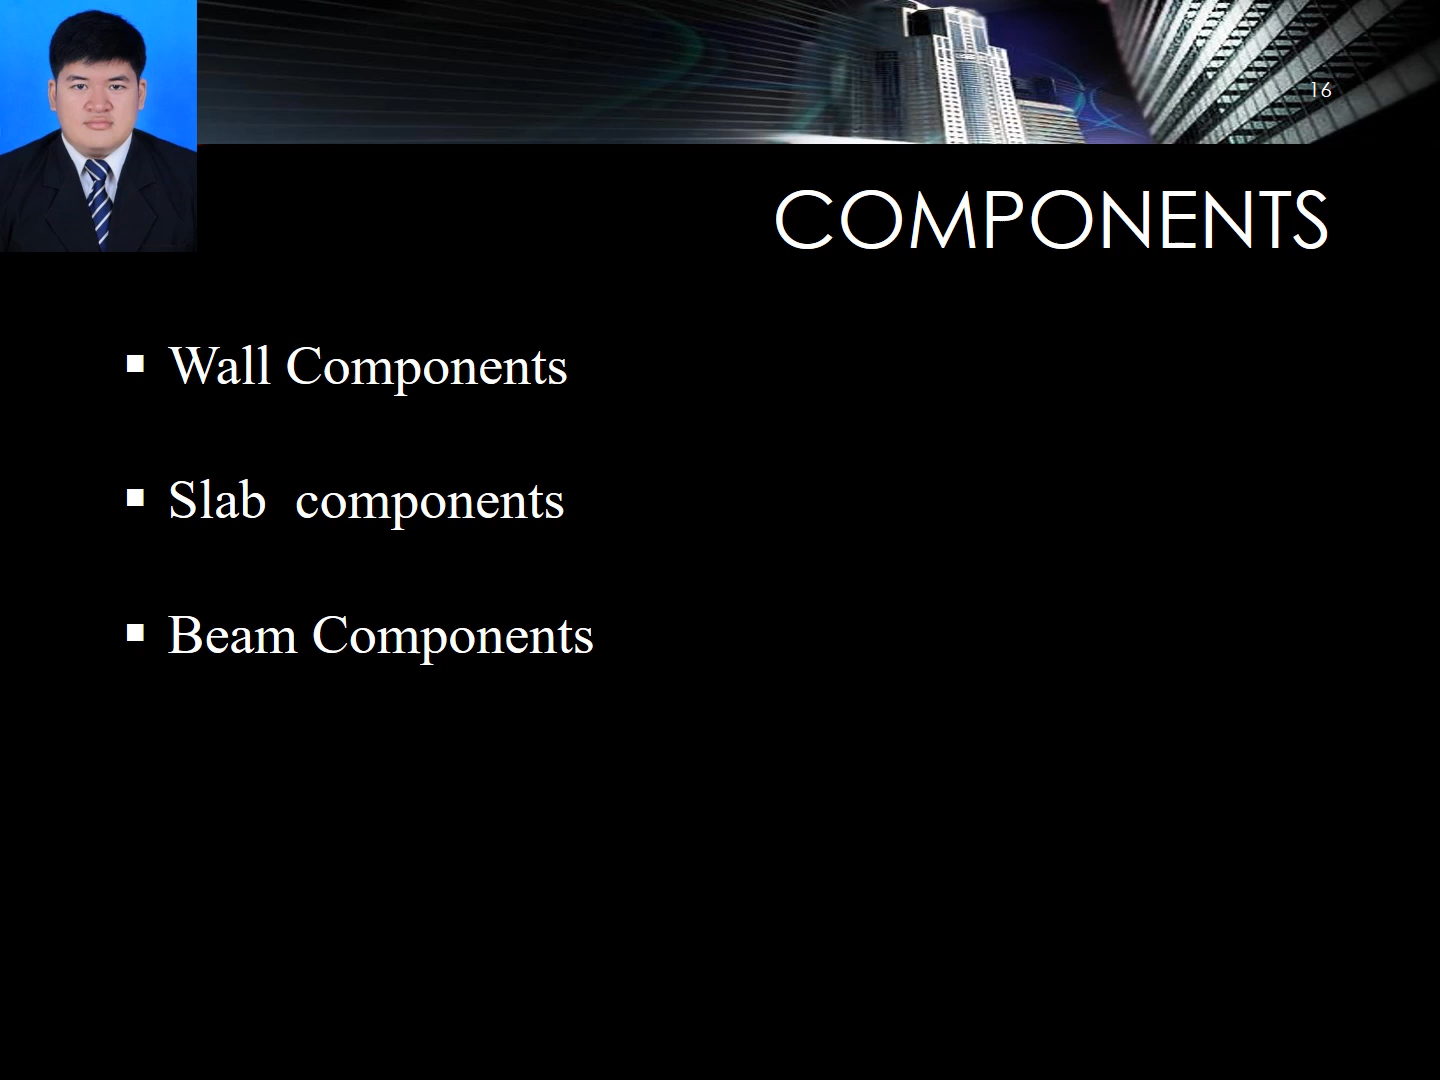 16
COMPONENTS
▪ Wall Components
▪ Slab  components
▪ Beam Components